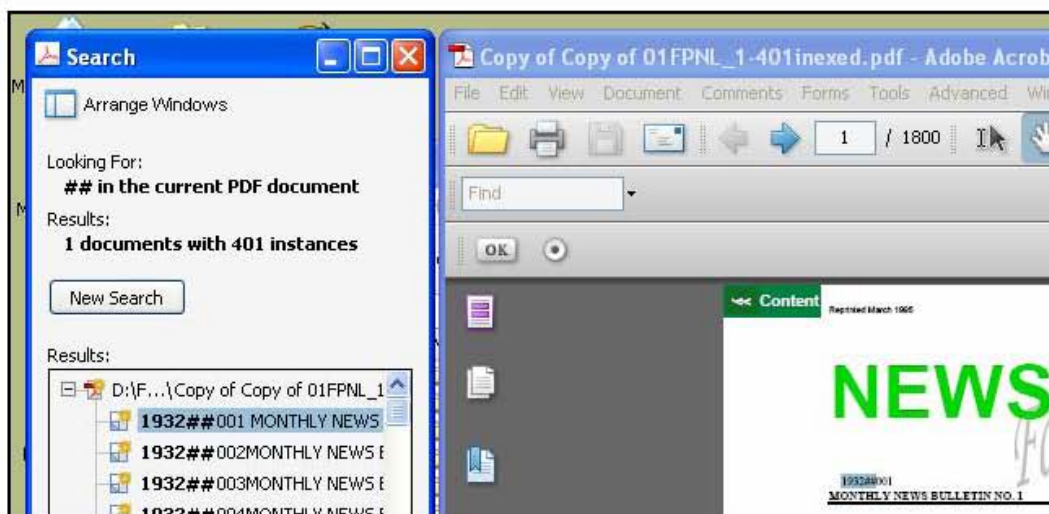 Search
Arrange Windows
Looking For:
## in the current PDF document
Results:
1 documents with 401 instances
New Search
Results:
D:\F...\Copy of Copy of 01FPNL_1
1932##001 MONTHLY NEWS
1932##002MONTHLY NEWS B
1932##003MONTHLY NEWS B
1932##004MONTHLY NEWS B
Copy of Copy of 01FPNL_1-401inexed.pdf - Adobe Acrob
File Edit View Document Comments Forms Tools Advanced Wi
1 / 1800
Find
OK
Content
Reprinted March 1995
NEWS
1932##001
MONTHLY NEWS BULLETIN NO. 1